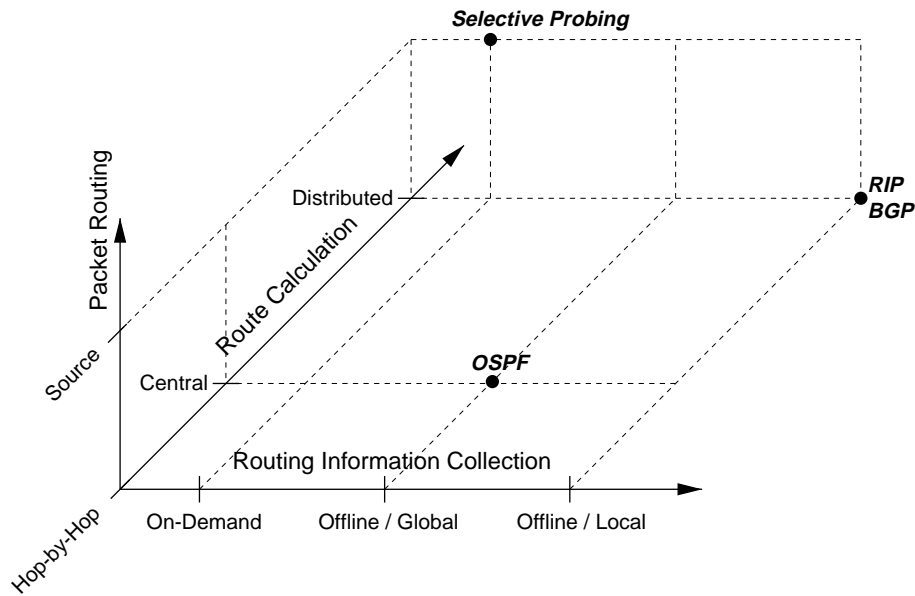 Selective Probing
Packet Routing
Distributed
RIP
BGP
Route Calculation
Source
Central
OSPF
Routing Information Collection
Hop-by-Hop
On-Demand
Offline / Global
Offline / Local